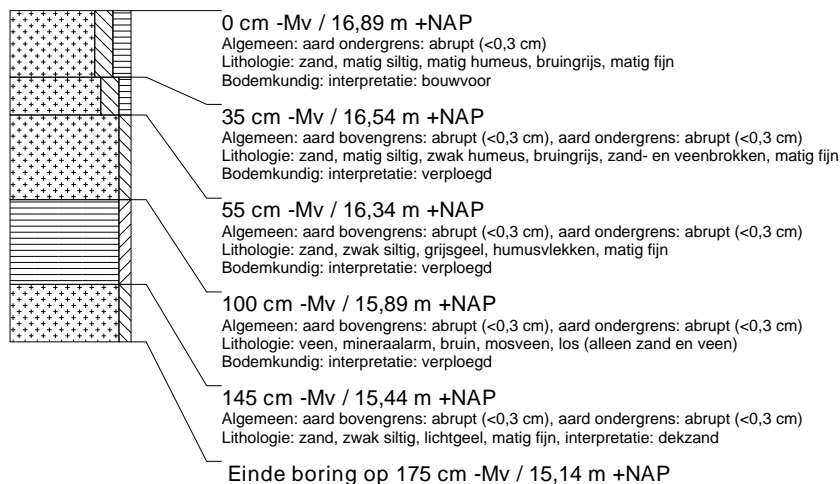 0 cm -Mv / 16,89 m +NAP
Algemeen: aard ondergrens: abrupt (<0,3 cm)
Lithologie: zand, matig siltig, matig humeus, bruingrijs, matig fijn
Bodemkundig: interpretatie: bouwvoor
35 cm -Mv / 16,54 m +NAP
Algemeen: aard bovengrens: abrupt (<0,3 cm), aard ondergrens: abrupt (<0,3 cm)
Lithologie: zand, matig siltig, zwak humeus, bruingrijs, zand- en veenbrokken, matig fijn
Bodemkundig: interpretatie: verploegd
55 cm -Mv / 16,34 m +NAP
Algemeen: aard bovengrens: abrupt (<0,3 cm), aard ondergrens: abrupt (<0,3 cm)
Lithologie: zand, zwak siltig, grijsgeel, humusvlekken, matig fijn
Bodemkundig: interpretatie: verploegd
100 cm -Mv / 15,89 m +NAP
Algemeen: aard bovengrens: abrupt (<0,3 cm), aard ondergrens: abrupt (<0,3 cm)
Lithologie: veen, mineraalarm, bruin, mosveen, los (alleen zand en veen)
Bodemkundig: interpretatie: verploegd
145 cm -Mv / 15,44 m +NAP
Algemeen: aard bovengrens: abrupt (<0,3 cm), aard ondergrens: abrupt (<0,3 cm)
Lithologie: zand, zwak siltig, lichtgeel, matig fijn, interpretatie: dekzand
Einde boring op 175 cm -Mv / 15,14 m +NAP